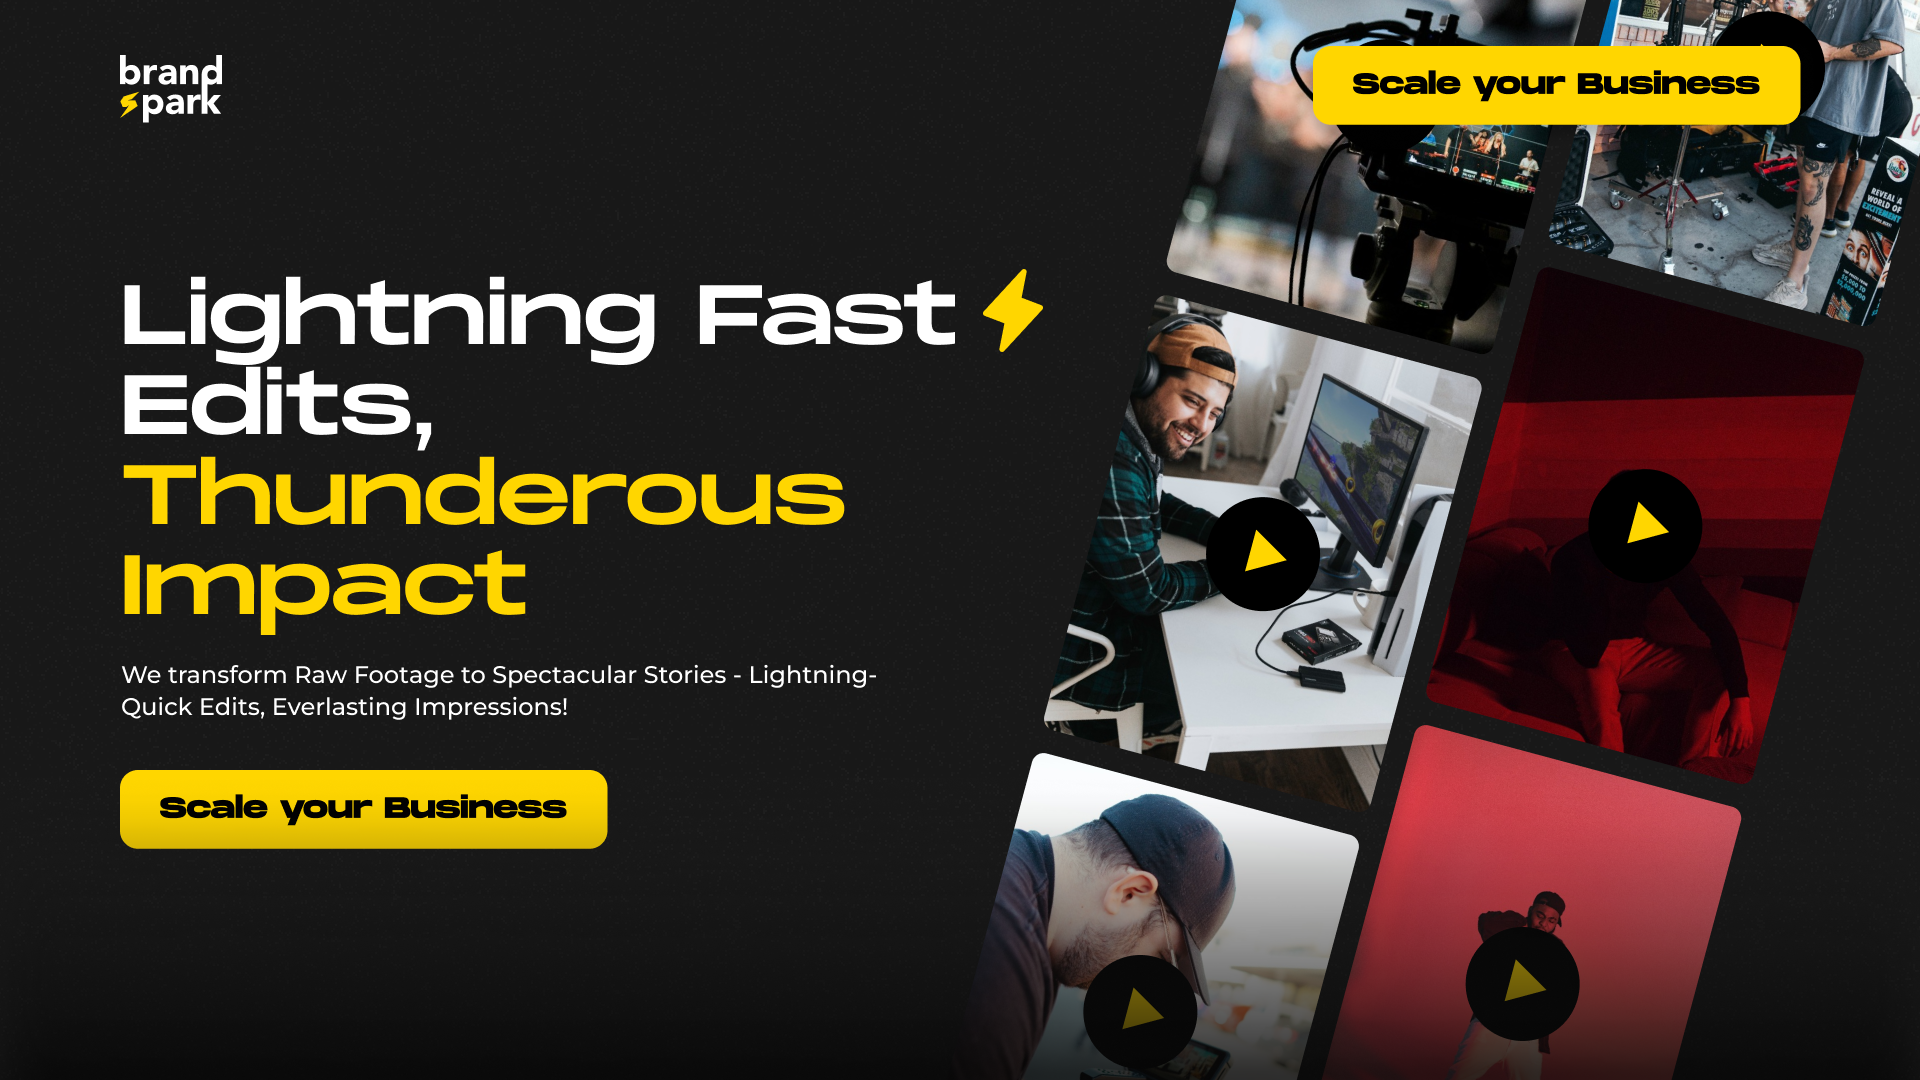 brand
spark
Scale your Business
REVEAL A
WORLD OF
EXCITEMENT
Lightning Fast
Edits,
Thunderous
Impact
We transform Raw Footage to Spectacular Stories - Lightning-
Quick Edits, Everlasting Impressions!
Scale your Business